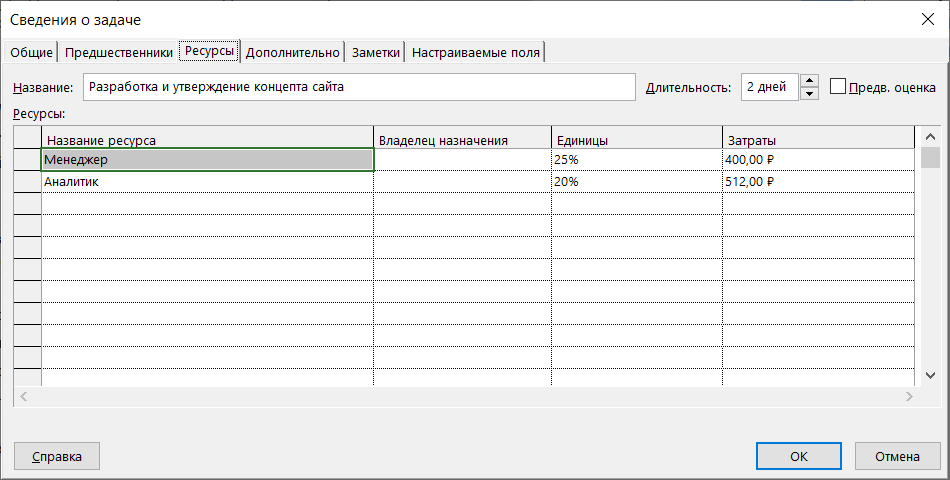 Сведения о задаче
Общие Предшественники Ресурсы Дополнительно Заметки Настраиваемые поля
Название: Разработка и утверждение концепта сайта Длительность: 2 дней Предв. оценка
Ресурсы:
Название ресурса Владелец назначения Единицы Затраты
Менеджер 25% 400,00 ₽
Аналитик 20% 512,00 ₽
Справка ОК Отмена